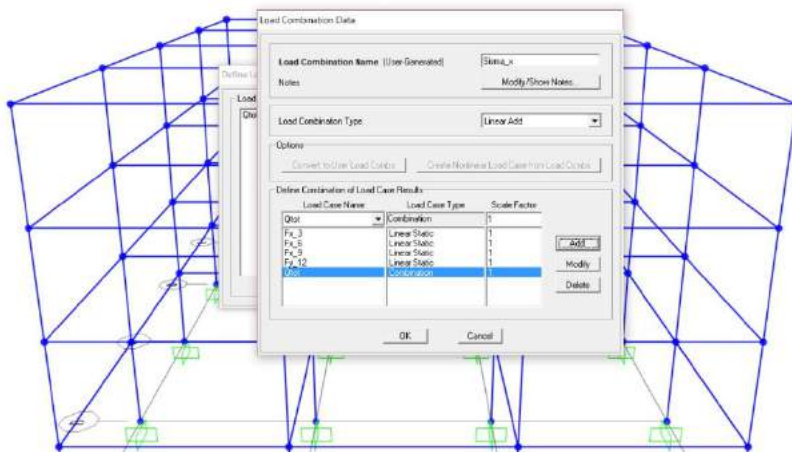 Load Combination Data
Load Combination Name (User-Generated)
Sisma_x
Notes
Modify/Show Notes...
Load Combination Type
Linear Add
Options
Convert to User Load Combo
Create Nonlinear Load Case from Load Combo
Define Combination of Load Case Results
Load Case Name Load Case Type Scale Factor
Qtot Combination 1
Fx_3 Linear Static 1
Fx_6 Linear Static 1
Fx_9 Linear Static 1
Fy_12 Linear Static 1
Qtot Combination 1
Add
Modify
Delete
OK Cancel
Define
Load